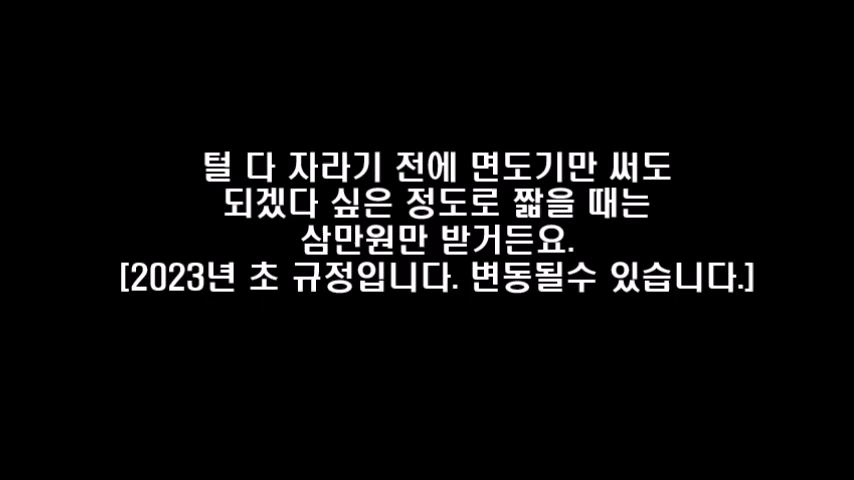 털 다 자라기 전에 면도기만 써도
되겠다 싶은 정도로 짧을 때는
삼만원만 받거든요.
[2023년 초 규정입니다. 변동될수 있습니다.]